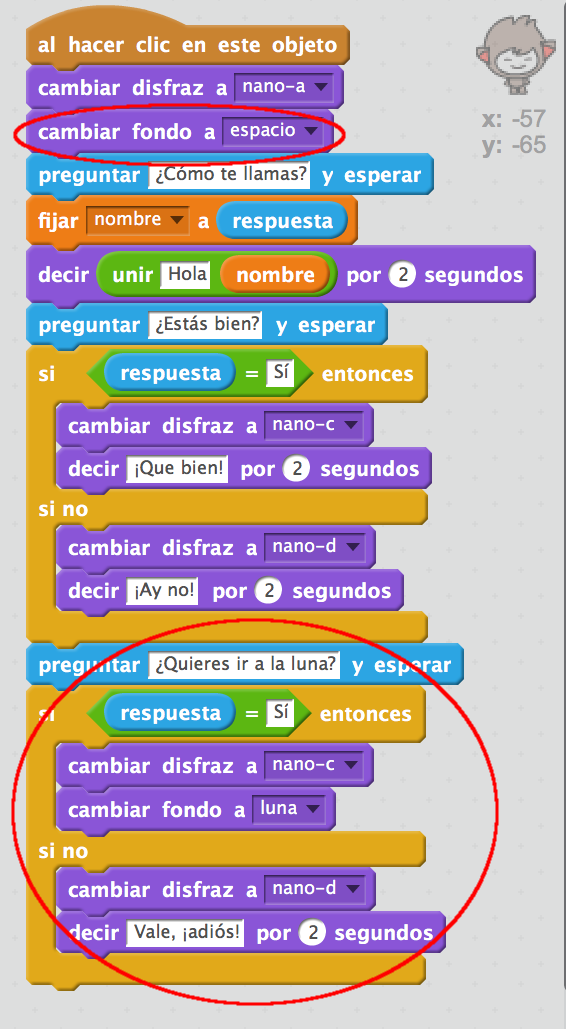 al hacer clic en este objeto
cambiar disfraz a nano-a
cambiar fondo a espacio
x: -57
y: -65
preguntar ¿Cómo te llamas? y esperar
fijar nombre a respuesta
decir unir Hola nombre por 2 segundos
preguntar ¿Estás bien? y esperar
si respuesta = Sí entonces
cambiar disfraz a nano-c
decir ¡Que bien! por 2 segundos
si no
cambiar disfraz a nano-d
decir ¡Ay no! por 2 segundos
preguntar ¿Quieres ir a la luna? y esperar
si respuesta = Sí entonces
cambiar disfraz a nano-c
cambiar fondo a luna
si no
cambiar disfraz a nano-d
decir Vale, ¡adiós! por 2 segundos